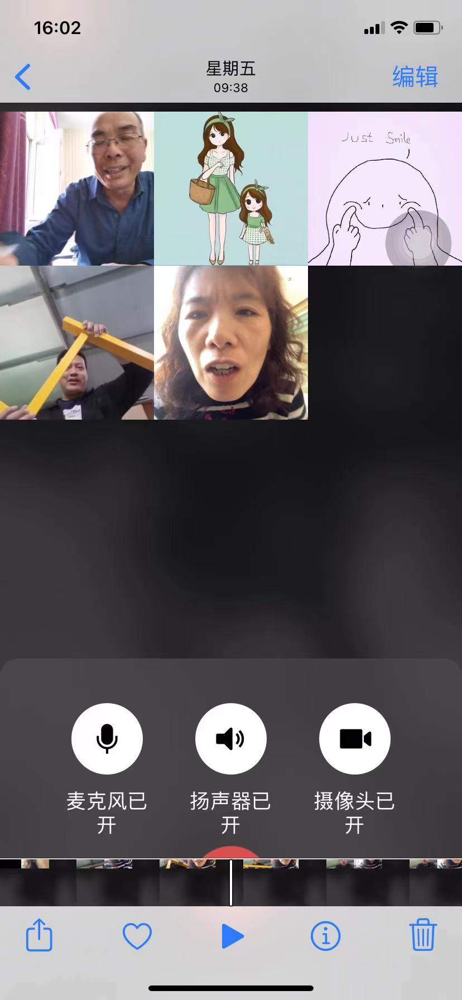 16:02
星期五
09:38
编辑
Just Smile
麦克风已
开
扬声器已
开
摄像头已
开